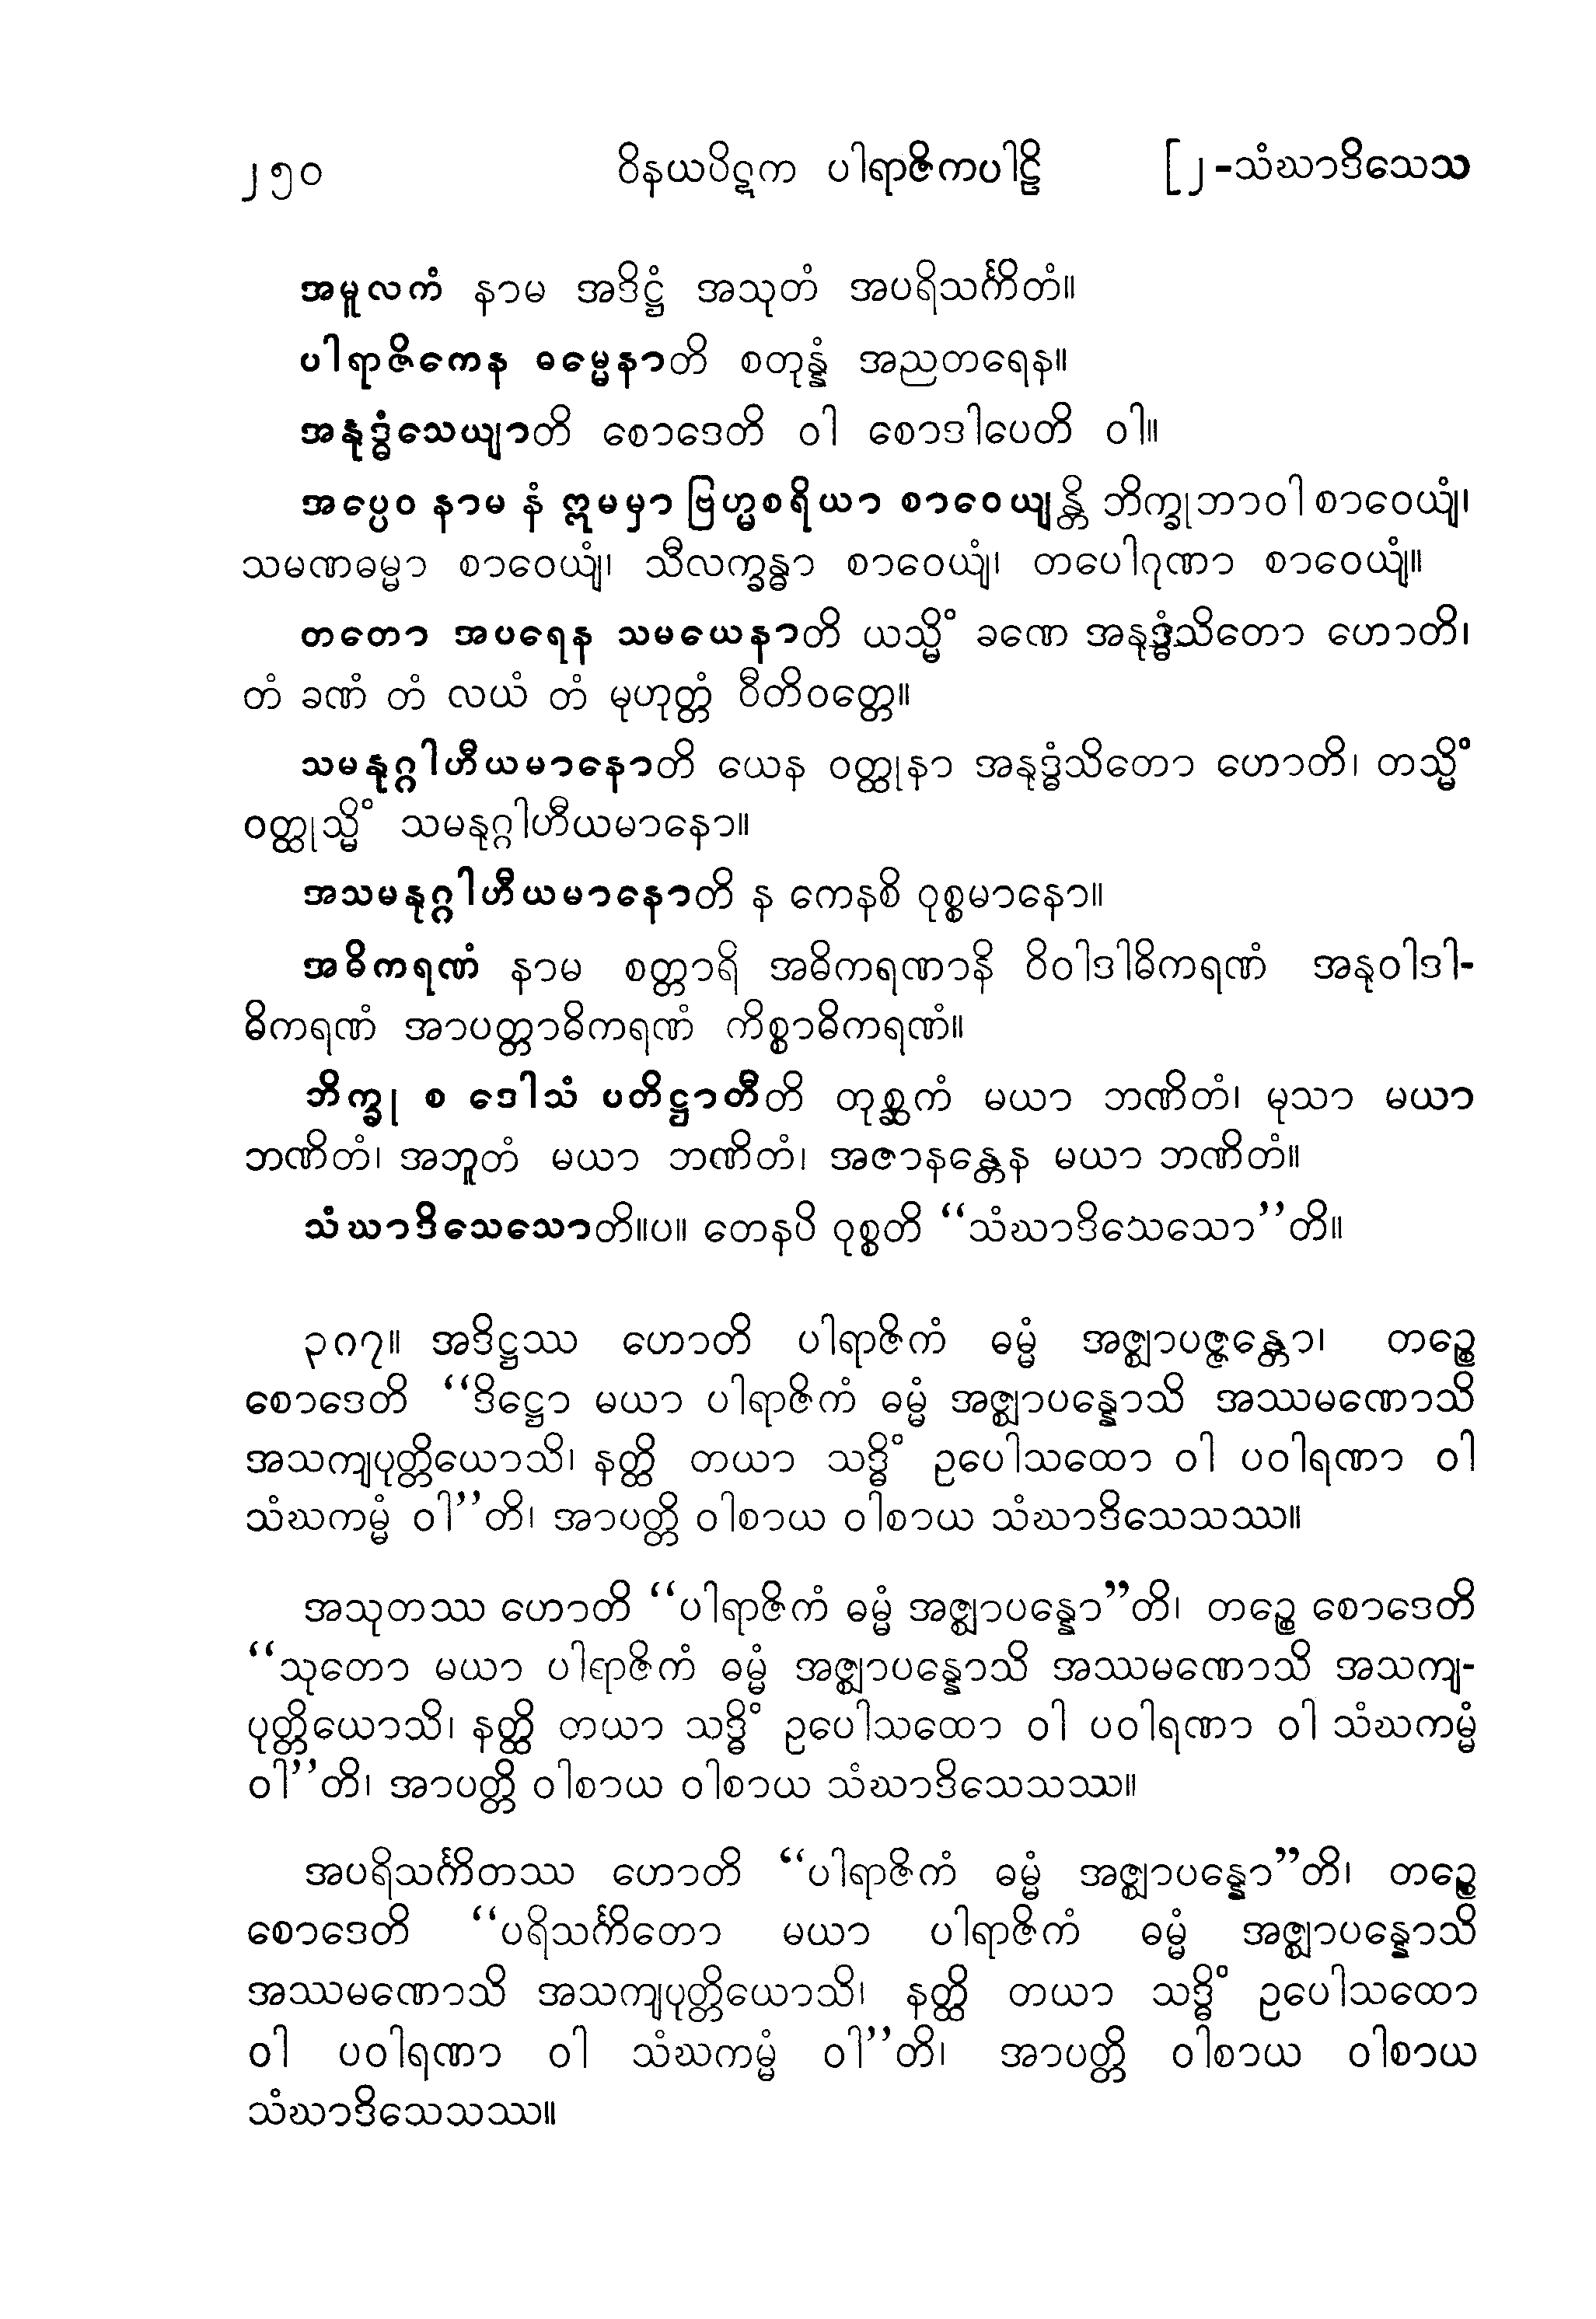 ၂၅၀ ဝိနယပိဋက ပါရာဇိကပါဠိ [၂-သံဃာဒိသေသ
အမူလကံ နာမ အဒိဋ္ဌံ အသုတံ အပရိသင်္ကိတံ။
ပါရာဇိကေန ဓမ္မေနာတိ စတုန္နံ အညတရေန။
အနုဒ္ဓံသေယျာတိ စောဒေတိ ဝါ စောဒါပေတိ ဝါ။
အပ္ပေဝ နာမ နံ ဣမမှာ ဗြဟ္မစရိယာ စာဝေယျန္တိ ဘိက္ခုဘာဝါ စာဝေယျံ၊
သမဏဓမ္မာ စာဝေယျံ၊ သီလက္ခန္ဓာ စာဝေယျံ၊ တပေါဂုဏာ စာဝေယျံ။
တတော အပရေန သမယေနာတိ ယသ္မိံ ခဏေ အနုဒ္ဓံသိတော ဟောတိ၊
တံ ခဏံ တံ လယံ တံ မုဟုတ္တံ ဝီတိဝတ္တေ။
သမနုဂ္ဂါဟီယမာနောတိ ယေန ဝတ္ထုနာ အနုဒ္ဓံသိတော ဟောတိ၊ တသ္မိံ
ဝတ္ထုသ္မိံ သမနုဂ္ဂါဟီယမာနော။
အသမနုဂ္ဂါဟီယမာနောတိ န ကေနစိ ဝုစ္စမာနော။
အဓိကရဏံ နာမ စတ္တာရိ အဓိကရဏာနိ ဝိဝါဒါဓိကရဏံ အနုဝါဒါ-
ဓိကရဏံ အာပတ္တာဓိကရဏံ ကိစ္စာဓိကရဏံ။
ဘိက္ခု စ ဒေါသံ ပတိဋ္ဌာတီတိ တုစ္ဆကံ မယာ ဘဏိတံ၊ မုသာ မယာ
ဘဏိတံ၊ အဘူတံ မယာ ဘဏိတံ၊ အဇာနန္တေန မယာ ဘဏိတံ။
သံဃာဒိသေသောတိ။ပ။ တေနပိ ဝုစ္စတိ “သံဃာဒိသေသော”တိ။
၃၈၇။ အဒိဋ္ဌဿ ဟောတိ ပါရာဇိကံ ဓမ္မံ အဇ္ဈာပဇ္ဇန္တော၊ တဉ္စေ
စောဒေတိ “ဒိဋ္ဌော မယာ ပါရာဇိကံ ဓမ္မံ အဇ္ဈာပန္နောသိ အဿမဏောသိ
အသကျပုတ္တိယောသိ၊ နတ္ထိ တယာ သဒ္ဓိံ ဥပေါသထော ဝါ ပဝါရဏာ ဝါ
သံဃကမ္မံ ဝါ”တိ၊ အာပတ္တိ ဝါစာယ ဝါစာယ သံဃာဒိသေသဿ။
အသုတဿ ဟောတိ “ပါရာဇိကံ ဓမ္မံ အဇ္ဈာပန္နော”တိ၊ တဉ္စေ စောဒေတိ
“သုတော မယာ ပါရာဇိကံ ဓမ္မံ အဇ္ဈာပန္နောသိ အဿမဏောသိ အသကျ-
ပုတ္တိယောသိ၊ နတ္ထိ တယာ သဒ္ဓိံ ဥပေါသထော ဝါ ပဝါရဏာ ဝါ သံဃကမ္မံ
ဝါ”တိ၊ အာပတ္တိ ဝါစာယ ဝါစာယ သံဃာဒိသေသဿ။
အပရိသင်္ကိတဿ ဟောတိ “ပါရာဇိကံ ဓမ္မံ အဇ္ဈာပန္နော”တိ၊ တဉ္စေ
စောဒေတိ “ပရိသင်္ကိတော မယာ ပါရာဇိကံ ဓမ္မံ အဇ္ဈာပန္နောသိ
အဿမဏောသိ အသကျပုတ္တိယောသိ၊ နတ္ထိ တယာ သဒ္ဓိံ ဥပေါသထော
ဝါ ပဝါရဏာ ဝါ သံဃကမ္မံ ဝါ”တိ၊ အာပတ္တိ ဝါစာယ ဝါစာယ
သံဃာဒိသေသဿ။